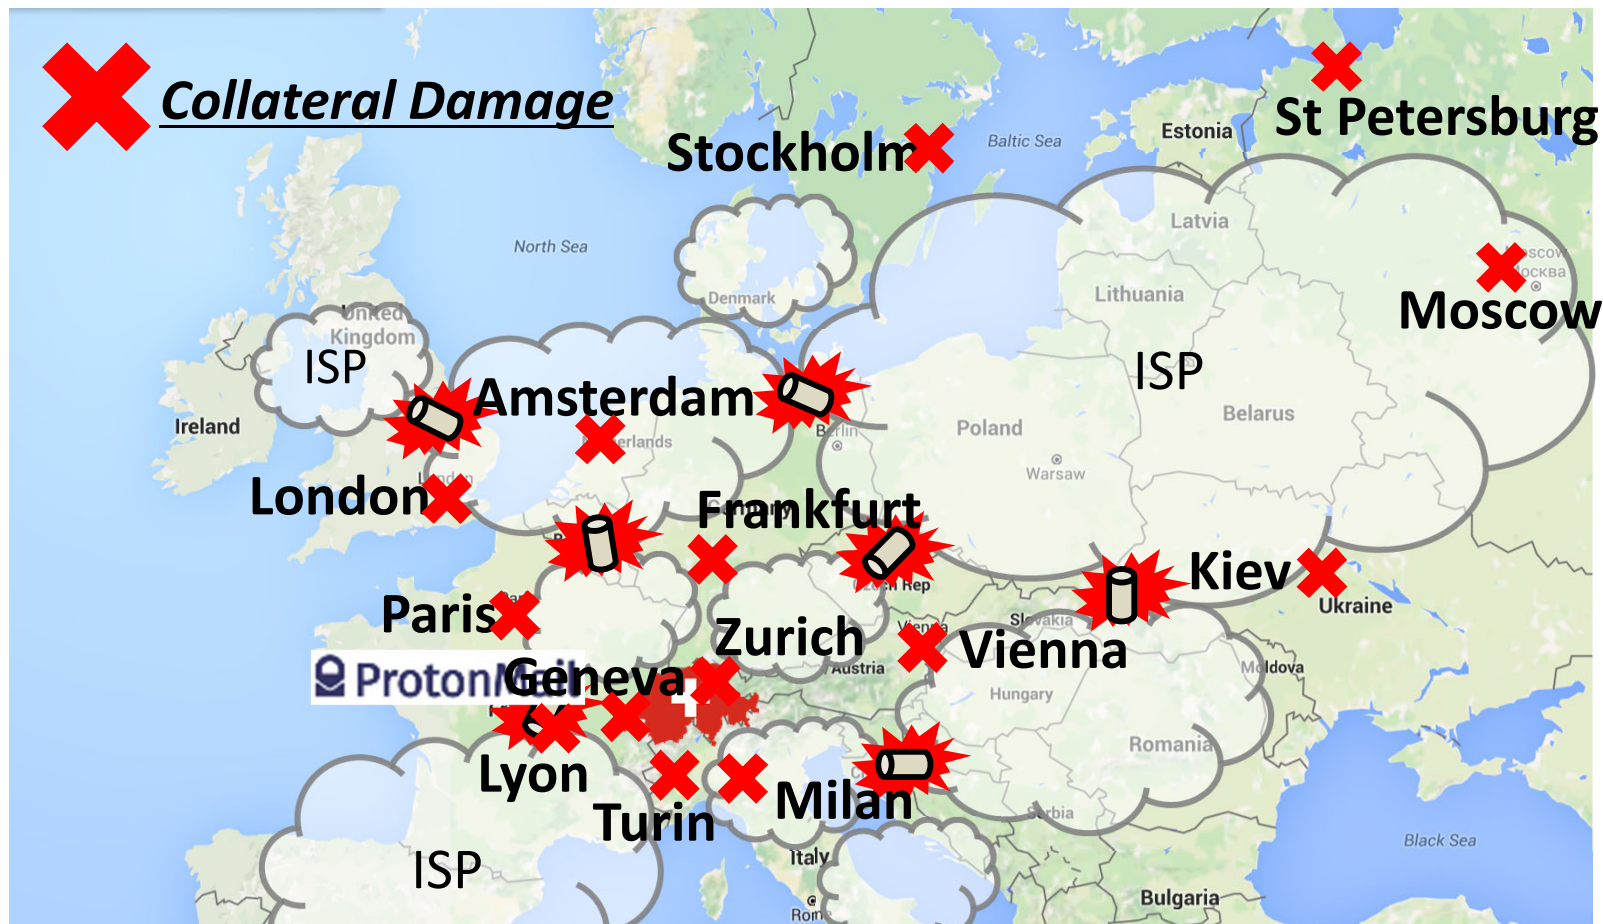 Collateral Damage
St Petersburg
Estonia
Stockholm
Baltic Sea
Latvia
North Sea
Moscow
Denmark
Lithuania
United
Kingdom
ISP
ISP
Amsterdam
Belarus
Ireland
Poland
Berlin
Warsaw
London
Frankfurt
Kiev
Ukraine
Paris
Slovakia
Zurich
Vienna
Austria
Moldova
ProtonMail
Geneva
Hungary
Romania
Lyon
Milan
Turin
Serbia
Black Sea
Italy
ISP
Bulgaria